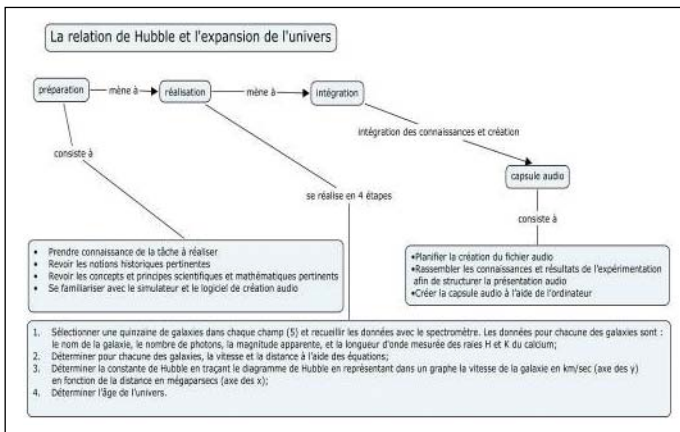 La relation de Hubble et l'expansion de l'univers
préparation
mène à
réalisation
mène à
intégration
intégration des connaissances et création
consiste à
capsule audio
se réalise en 4 étapes
consiste à
• Prendre connaissance de la tâche à réaliser
• Revoir les notions historiques pertinentes
• Revoir les concepts et principes scientifiques et mathématiques pertinents
• Se familiariser avec le simulateur et le logiciel de création audio
•Planifier la création du fichier audio
•Rassembler les connaissances et résultats de l'expérimentation
afin de structurer la présentation audio
•Créer la capsule audio à l'aide de l'ordinateur
1. Sélectionner une quinzaine de galaxies dans chaque champ (5) et recueillir les données avec le spectromètre. Les données pour chacune des galaxies sont :
le nom de la galaxie, le nombre de photons, la magnitude apparente, et la longueur d'onde mesurée des raies H et K du calcium;
2. Déterminer pour chacune des galaxies, la vitesse et la distance à l'aide des équations;
3. Déterminer la constante de Hubble en traçant le diagramme de Hubble en représentant dans un graphe la vitesse de la galaxie en km/sec (axe des y)
en fonction de la distance en mégaparsecs (axe des x);
4. Déterminer l'âge de l'univers.